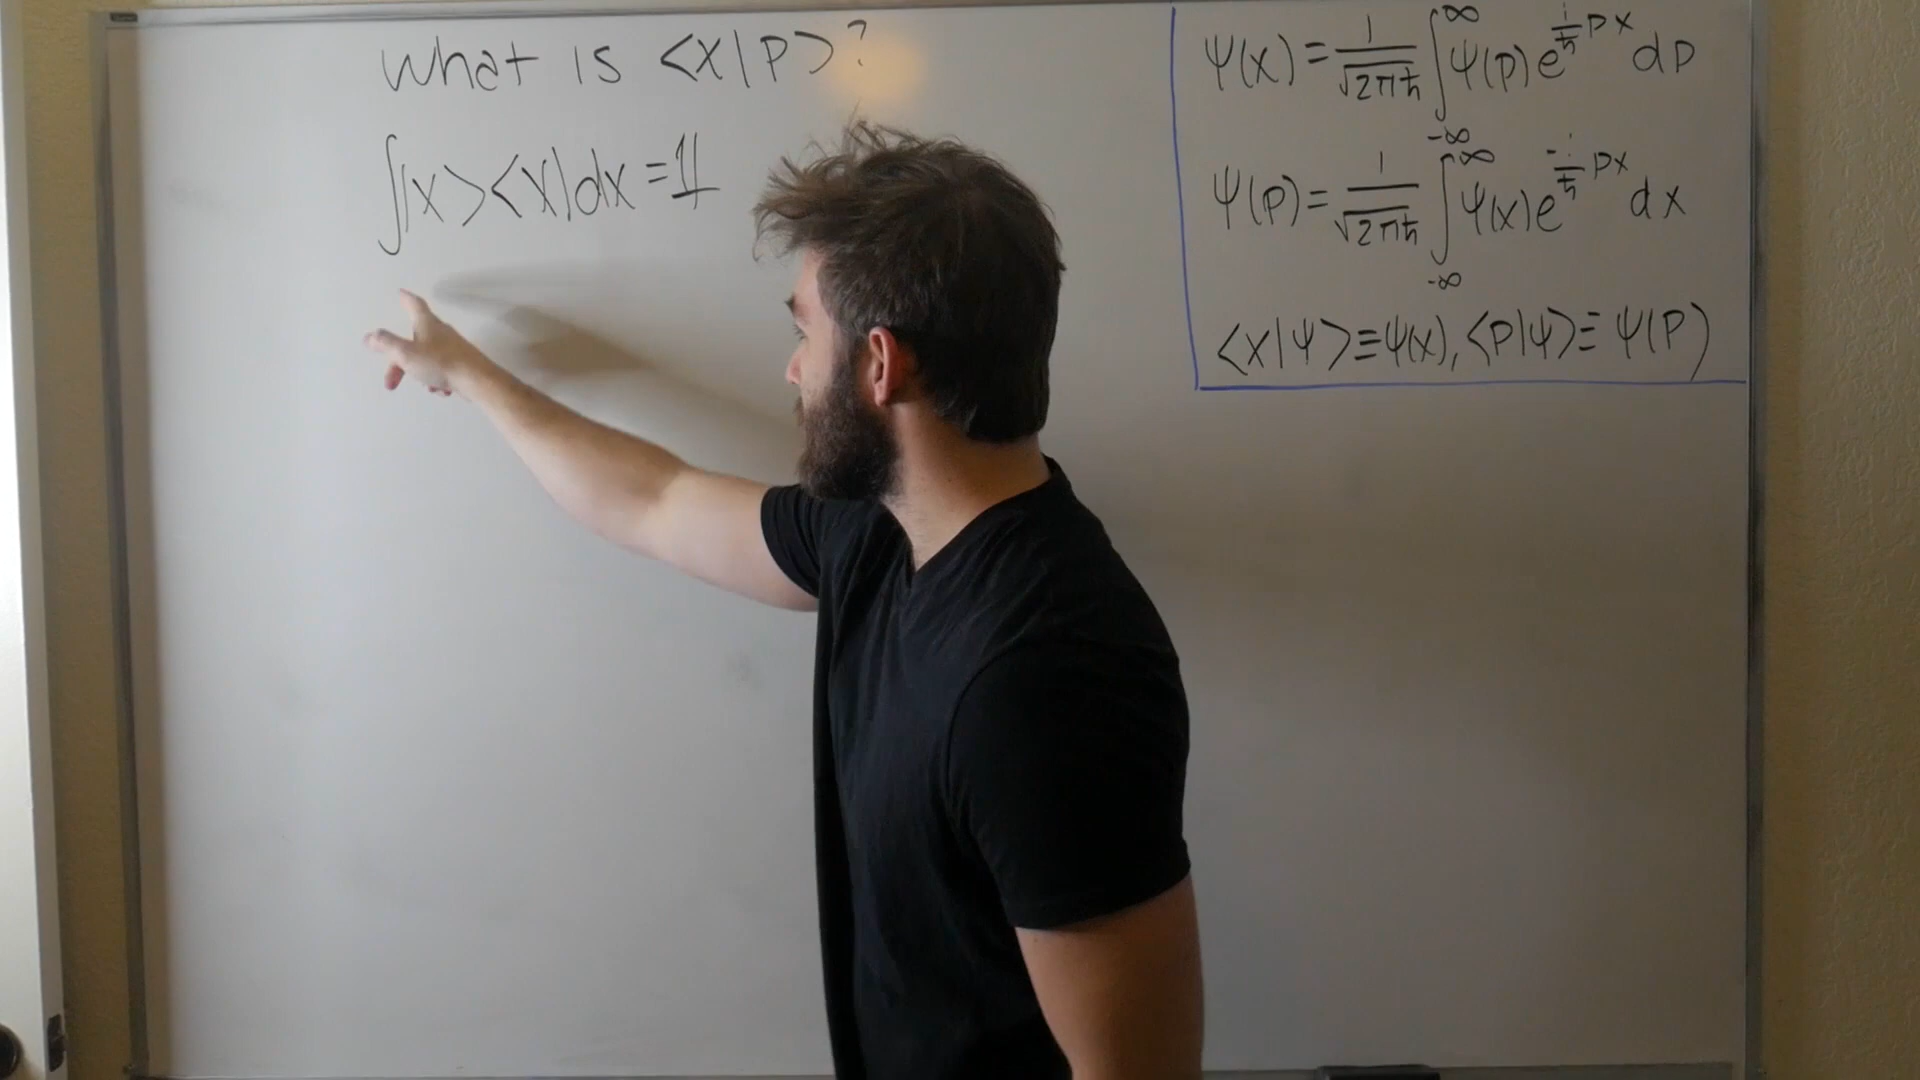 What is <x|p>?
∫|x><x|dx = 𝟙
ψ(x) = 1/√2πħ ∫_{-∞}^{∞} ψ(p) e^{i/ħ px} dp
ψ(p) = 1/√2πħ ∫_{-∞}^{∞} ψ(x) e^{-i/ħ px} dx
<x|ψ> ≡ ψ(x), <p|ψ> ≡ ψ(p)